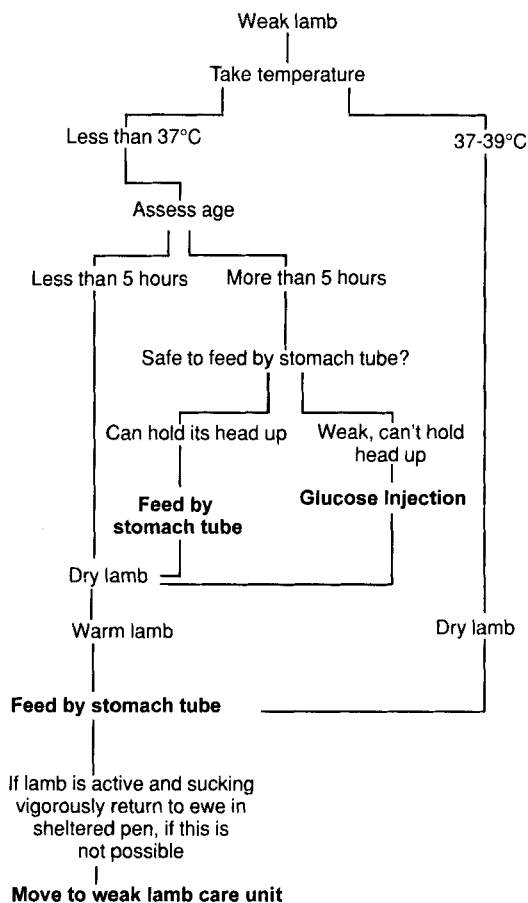 Weak lamb
Take temperature
Less than 37°C
37-39°C
Assess age
Less than 5 hours
More than 5 hours
Safe to feed by stomach tube?
Can hold its head up
Weak, can't hold
head up
Feed by
stomach tube
Glucose Injection
Dry lamb
Warm lamb
Dry lamb
Feed by stomach tube
If lamb is active and sucking
vigorously return to ewe in
sheltered pen, if this is
not possible
Move to weak lamb care unit